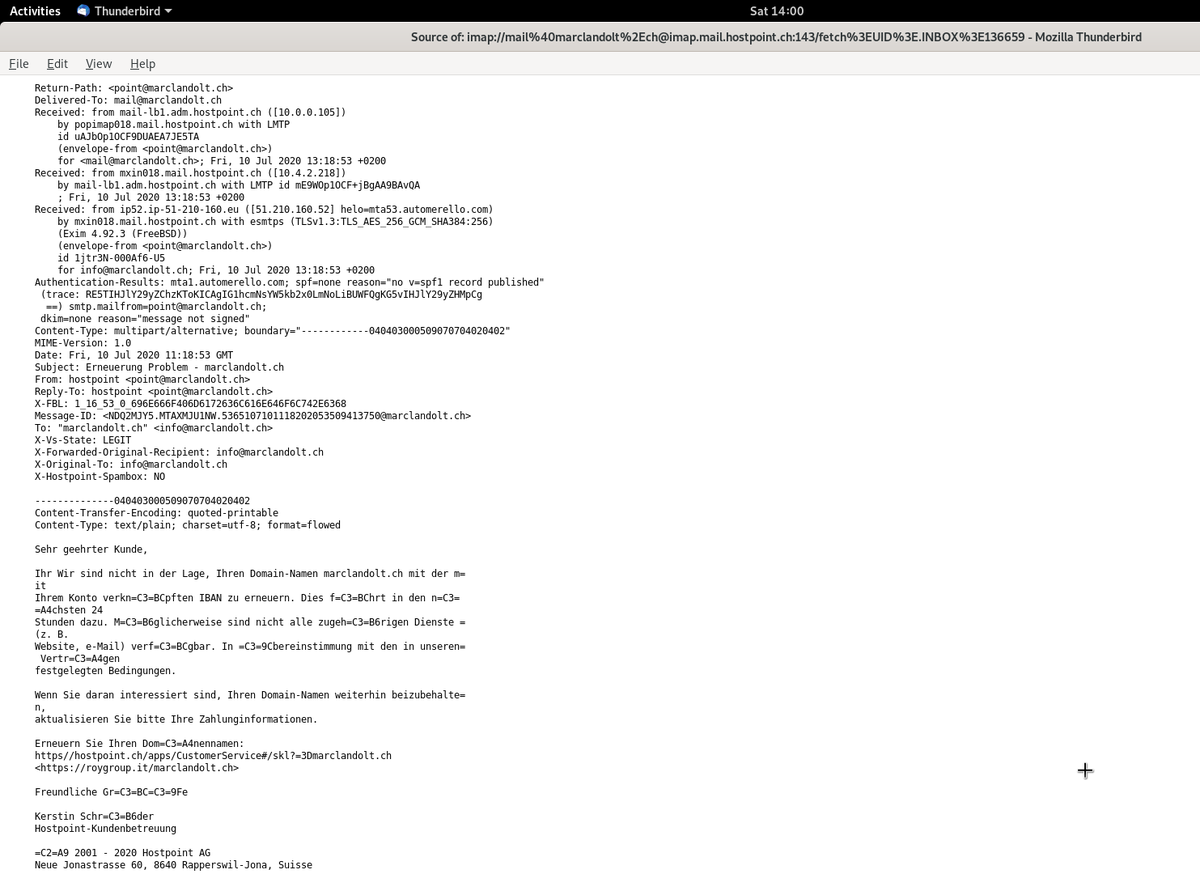 Activities
Thunderbird
Sat 14:00
Source of: imap://mail%40marclandolt%2Ech@imap.mail.hostpoint.ch:143/fetch%3EUID%3E.INBOX%3E136659 - Mozilla Thunderbird
File Edit View Help
Return-Path: <point@marclandolt.ch>
Delivered-To: mail@marclandolt.ch
Received: from mail-lb1.adm.hostpoint.ch ([10.0.0.105])
by popimap018.mail.hostpoint.ch with LMTP
id uAJbOp1OCF9DUAEA7JE5TA
(envelope-from <point@marclandolt.ch>)
for <mail@marclandolt.ch>; Fri, 10 Jul 2020 13:18:53 +0200
Received: from mxin018.mail.hostpoint.ch ([10.4.2.218])
by mail-lb1.adm.hostpoint.ch with LMTP id mE9WOp1OCF+jBgAA9BAvQA
; Fri, 10 Jul 2020 13:18:53 +0200
Received: from ip52.ip-51-210-160.eu ([51.210.160.52] helo=mta53.automerello.com)
by mxin018.mail.hostpoint.ch with esmtps (TLSv1.3:TLS_AES_256_GCM_SHA384:256)
(Exim 4.92.3 (FreeBSD))
(envelope-from <point@marclandolt.ch>)
id 1jtr3N-000Af6-U5
for info@marclandolt.ch; Fri, 10 Jul 2020 13:18:53 +0200
Authentication-Results: mta1.automerello.com; spf=none reason="no v=spf1 record published"
(trace: RE5TIHJlY29yZChzKToKICAgIG1hcmNsYW5kb2x0LmNoLiBUWFQgKG5vIHJlY29yZHMpCg
==) smtp.mailfrom=point@marclandolt.ch;
dkim=none reason="message not signed"
Content-Type: multipart/alternative; boundary="------------040403000509070704020402"
MIME-Version: 1.0
Date: Fri, 10 Jul 2020 11:18:53 GMT
Subject: Erneuerung Problem - marclandolt.ch
From: hostpoint <point@marclandolt.ch>
Reply-To: hostpoint <point@marclandolt.ch>
X-FBL: 1_16_53_0_696E666F406D6172636C616E646F6C742E6368
Message-ID: <NDQ2MJY5.MTAXMJU1NW.5365107101118202053509413750@marclandolt.ch>
To: "marclandolt.ch" <info@marclandolt.ch>
X-Vs-State: LEGIT
X-Forwarded-Original-Recipient: info@marclandolt.ch
X-Original-To: info@marclandolt.ch
X-Hostpoint-Spambox: NO
--------------040403000509070704020402
Content-Transfer-Encoding: quoted-printable
Content-Type: text/plain; charset=utf-8; format=flowed
Sehr geehrter Kunde,
Ihr Wir sind nicht in der Lage, Ihren Domain-Namen marclandolt.ch mit der m=
it
Ihrem Konto verkn=C3=BCpften IBAN zu erneuern. Dies f=C3=BChrt in den n=C3=
=A4chsten 24
Stunden dazu. M=C3=B6glicherweise sind nicht alle zugeh=C3=B6rigen Dienste =
(z. B.
Website, e-Mail) verf=C3=BCgbar. In =C3=9Cbereinstimmung mit den in unseren=
Vertr=C3=A4gen
festgelegten Bedingungen.
Wenn Sie daran interessiert sind, Ihren Domain-Namen weiterhin beizubehalte=
n,
aktualisieren Sie bitte Ihre Zahlunginformationen.
Erneuern Sie Ihren Dom=C3=A4nennamen:
https//hostpoint.ch/apps/CustomerService#/skl?=3Dmarclandolt.ch
<https://roygroup.it/marclandolt.ch>
Freundliche Gr=C3=BC=C3=9Fe
Kerstin Schr=C3=B6der
Hostpoint-Kundenbetreuung
=C2=A9 2001 - 2020 Hostpoint AG
Neue Jonastrasse 60, 8640 Rapperswil-Jona, Suisse